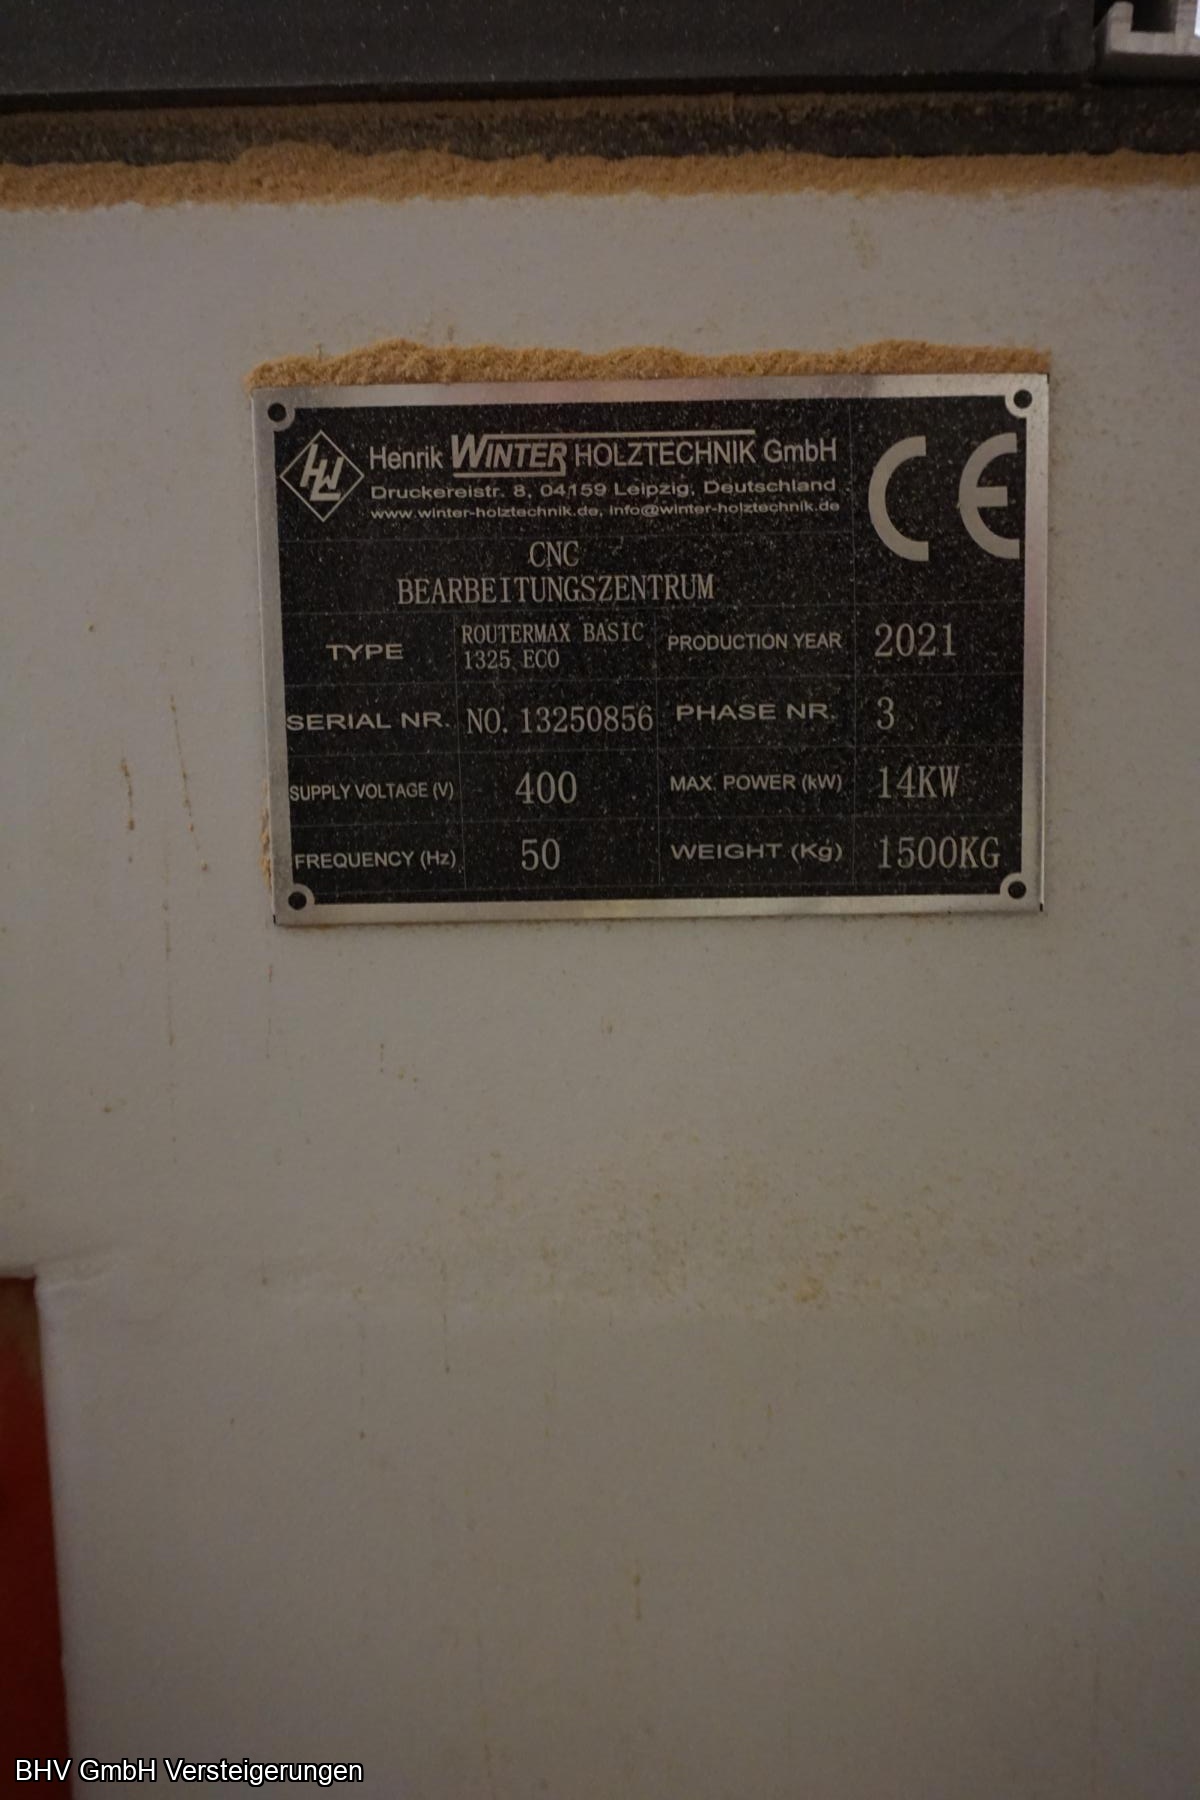 HW
Henrik WINTER HOLZTECHNIK GmbH
Druckereistr. 8, 04159 Leipzig, Deutschland
www.winter-holztechnik.de, info@winter-holztechnik.de
CE
CNC
BEARBEITUNGSZENTRUM
TYPE ROUTERMAX BASIC 1325 ECO PRODUCTION YEAR 2021
SERIAL NR. NO. 13250856 PHASE NR. 3
SUPPLY VOLTAGE (V) 400 MAX. POWER (kW) 14KW
FREQUENCY (Hz) 50 WEIGHT (Kg) 1500KG
BHV GmbH Versteigerungen